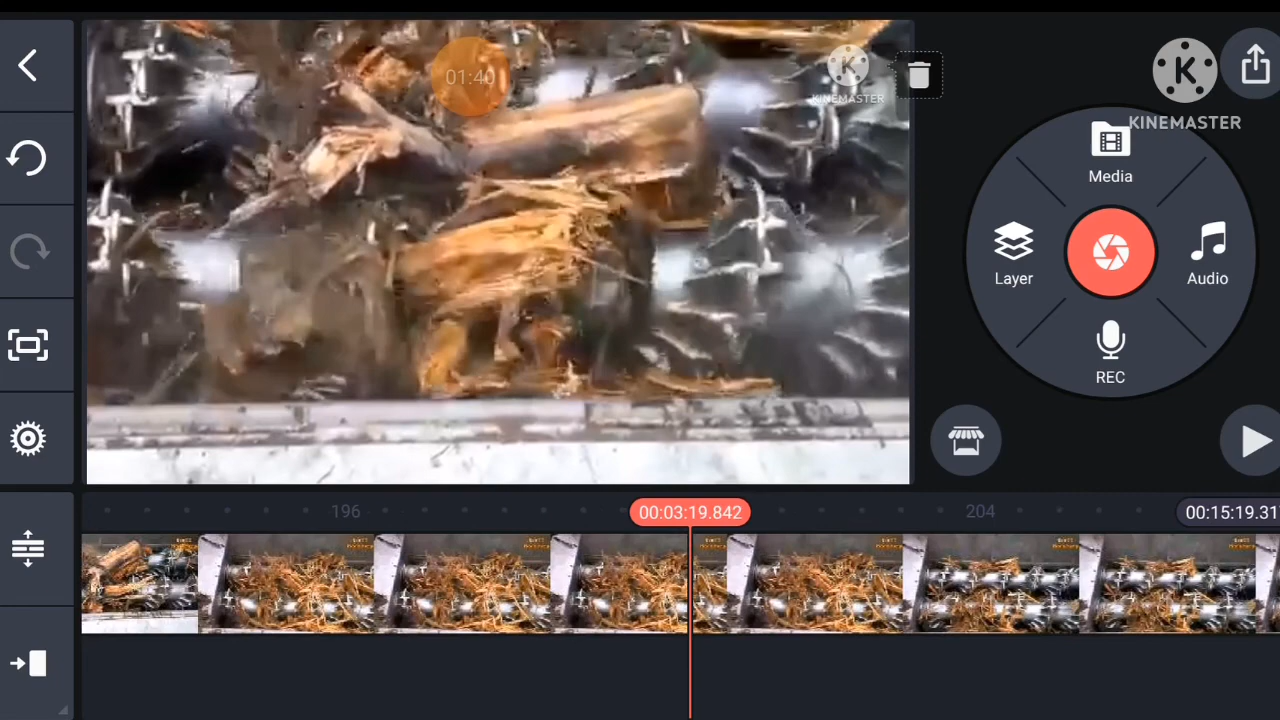 01:40
KINEMASTER
KINEMASTER
Media
Layer
Audio
REC
196
00:03:19.842
204
00:15:19.31